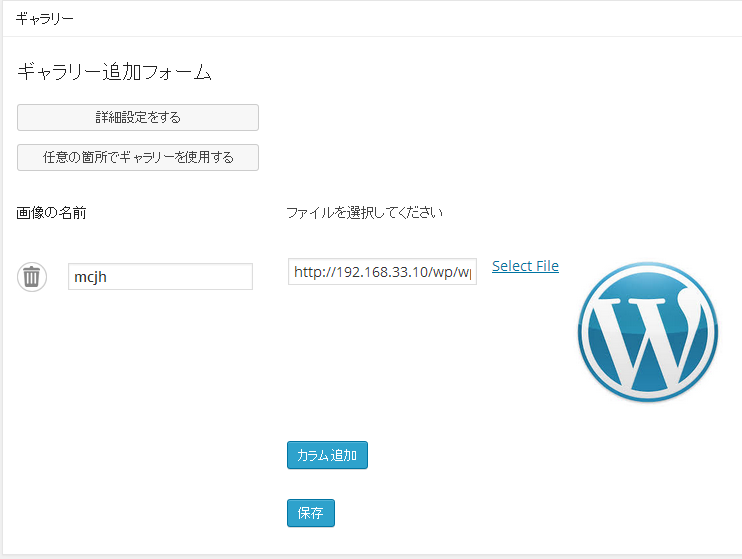 ギャラリー
ギャラリー追加フォーム
詳細設定をする
任意の箇所でギャラリーを使用する
画像の名前 ファイルを選択してください
mcjh http://192.168.33.10/wp/wp Select File
W
カラム追加
保存